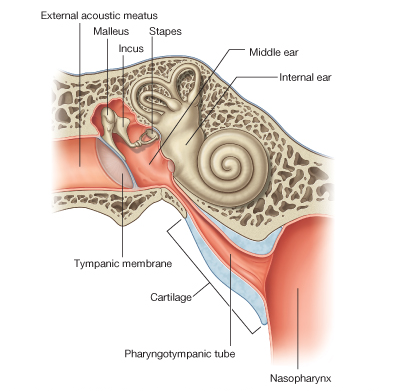 External acoustic meatus
Malleus
Stapes
Incus
Middle ear
Internal ear
Tympanic membrane
Cartilage
Pharyngotympanic tube
Nasopharynx